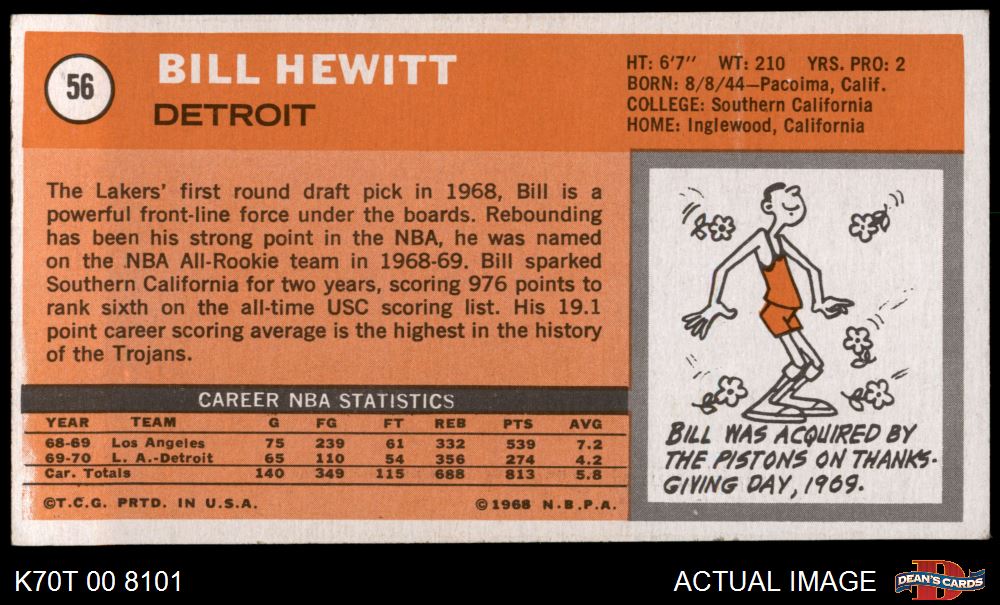 56
BILL HEWITT
DETROIT
HT: 6'7" WT: 210 YRS. PRO: 2
BORN: 8/8/44—Pacoima, Calif.
COLLEGE: Southern California
HOME: Inglewood, California
The Lakers' first round draft pick in 1968, Bill is a
powerful front-line force under the boards. Rebounding
has been his strong point in the NBA, he was named
on the NBA All-Rookie team in 1968-69. Bill sparked
Southern California for two years, scoring 976 points to
rank sixth on the all-time USC scoring list. His 19.1
point career scoring average is the highest in the history
of the Trojans.
CAREER NBA STATISTICS
YEAR TEAM G FG FT REB PTS AVG
68-69 Los Angeles 75 239 61 332 539 7.2
69-70 L. A.-Detroit 65 110 54 356 274 4.2
Car. Totals 140 349 115 688 813 5.8
©T.C.G. PRTD. IN U.S.A. ©1968 N.B.P.A.
BILL WAS ACQUIRED BY
THE PISTONS ON THANKS-
GIVING DAY, 1969.
K70T 00 8101
ACTUAL IMAGE
D
DEAN'S CARDS